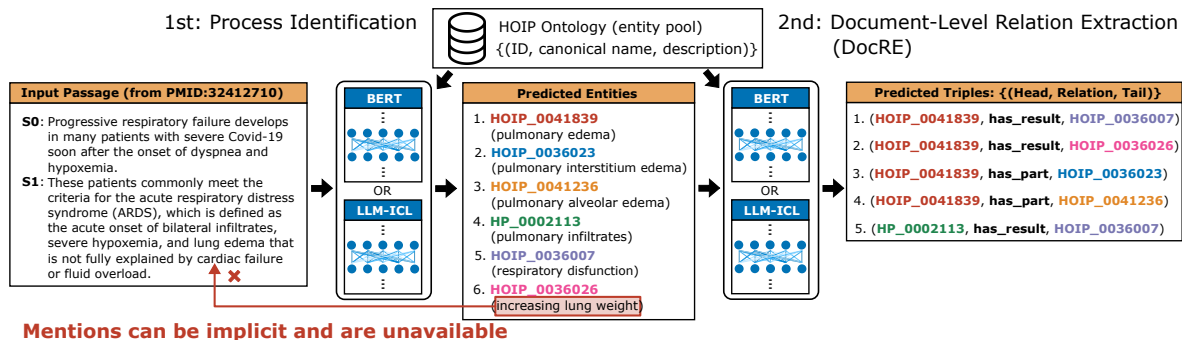 1st: Process Identification
HOIP Ontology (entity pool)
{(ID, canonical name, description)}
2nd: Document-Level Relation Extraction
(DocRE)
Input Passage (from PMID:32412710)
S0: Progressive respiratory failure develops
in many patients with severe Covid-19
soon after the onset of dyspnea and
hypoxemia.
S1: These patients commonly meet the
criteria for the acute respiratory distress
syndrome (ARDS), which is defined as
the acute onset of bilateral infiltrates,
severe hypoxemia, and lung edema that
is not fully explained by cardiac failure
or fluid overload.
BERT
OR
LLM-ICL
Predicted Entities
1. HOIP_0041839
(pulmonary edema)
2. HOIP_0036023
(pulmonary interstitium edema)
3. HOIP_0041236
(pulmonary alveolar edema)
4. HP_0002113
(pulmonary infiltrates)
5. HOIP_0036007
(respiratory disfunction)
6. HOIP_0036026
(increasing lung weight)
BERT
OR
LLM-ICL
Predicted Triples: {(Head, Relation, Tail)}
1. (HOIP_0041839, has_result, HOIP_0036007)
2. (HOIP_0041839, has_result, HOIP_0036026)
3. (HOIP_0041839, has_part, HOIP_0036023)
4. (HOIP_0041839, has_part, HOIP_0041236)
5. (HP_0002113, has_result, HOIP_0036007)
Mentions can be implicit and are unavailable